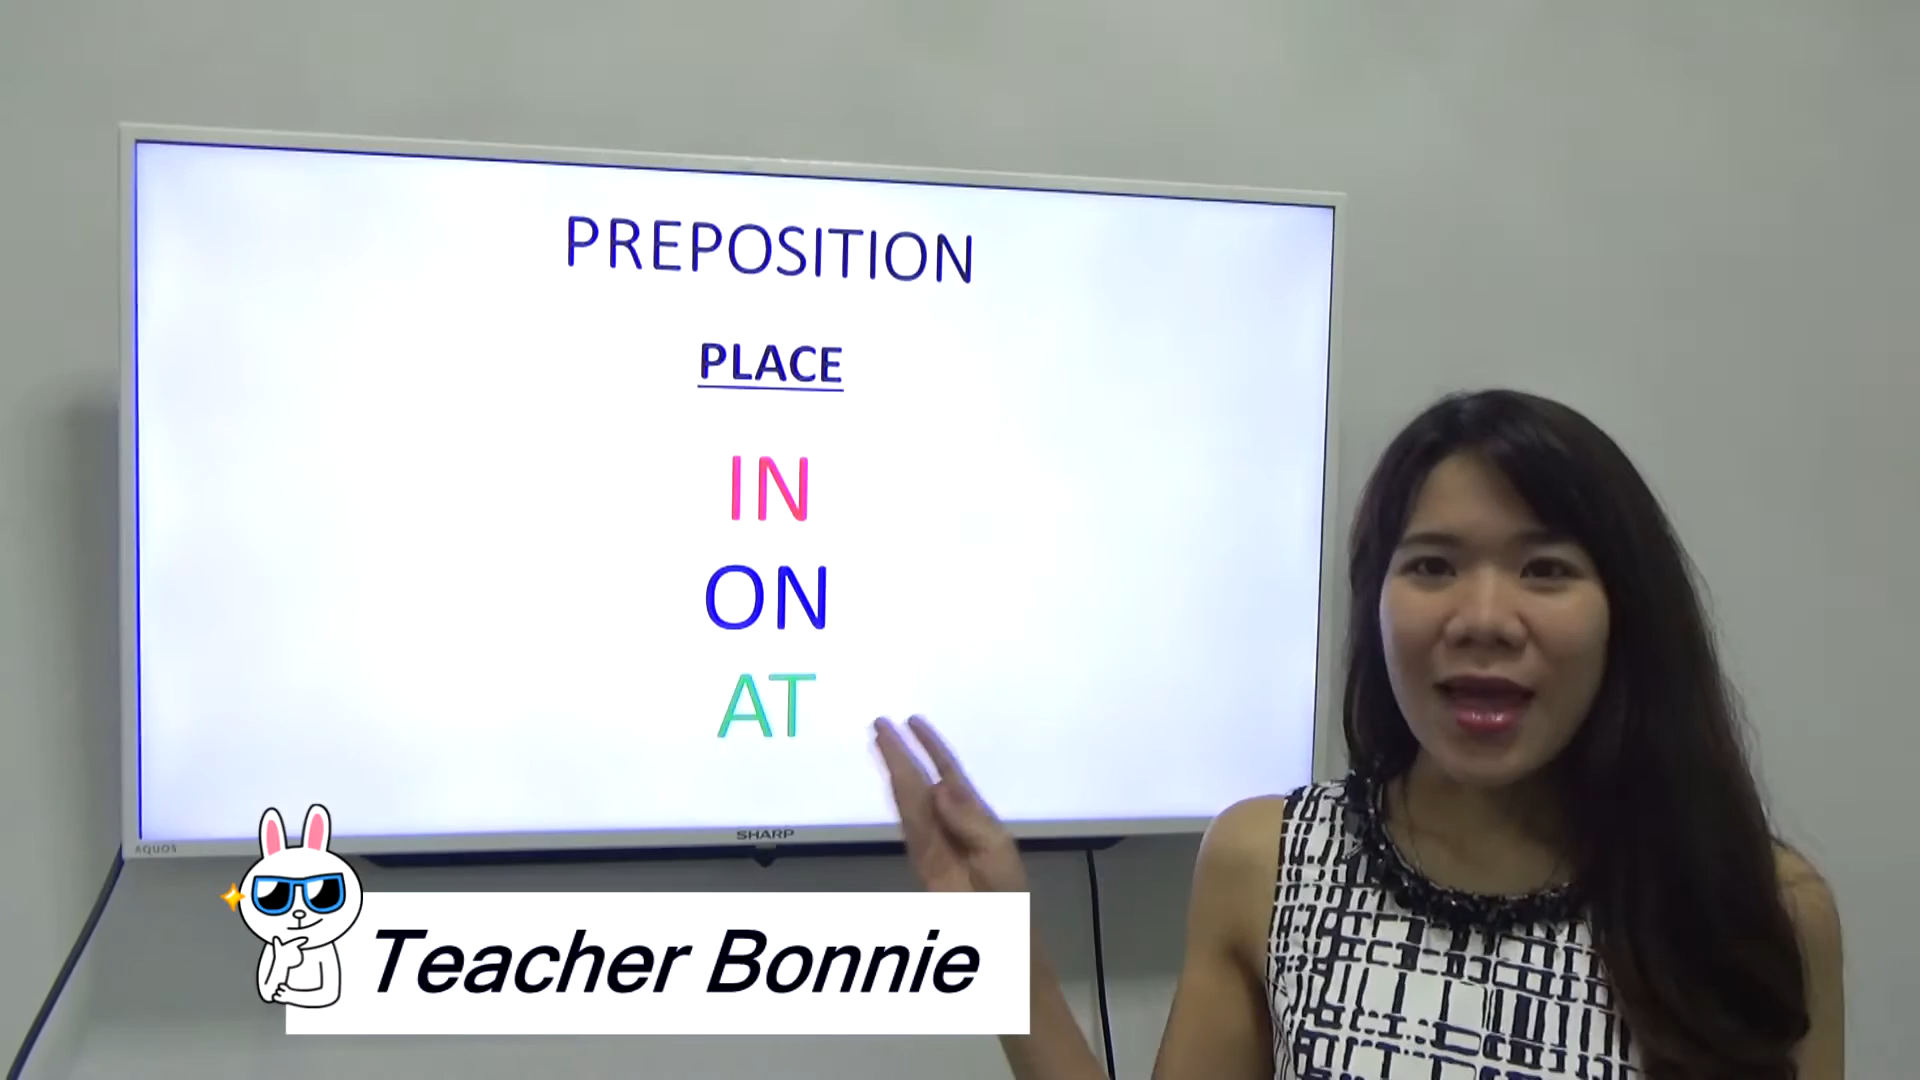 PREPOSITION
PLACE
IN
ON
AT
SHARP
AQUOS
Teacher Bonnie